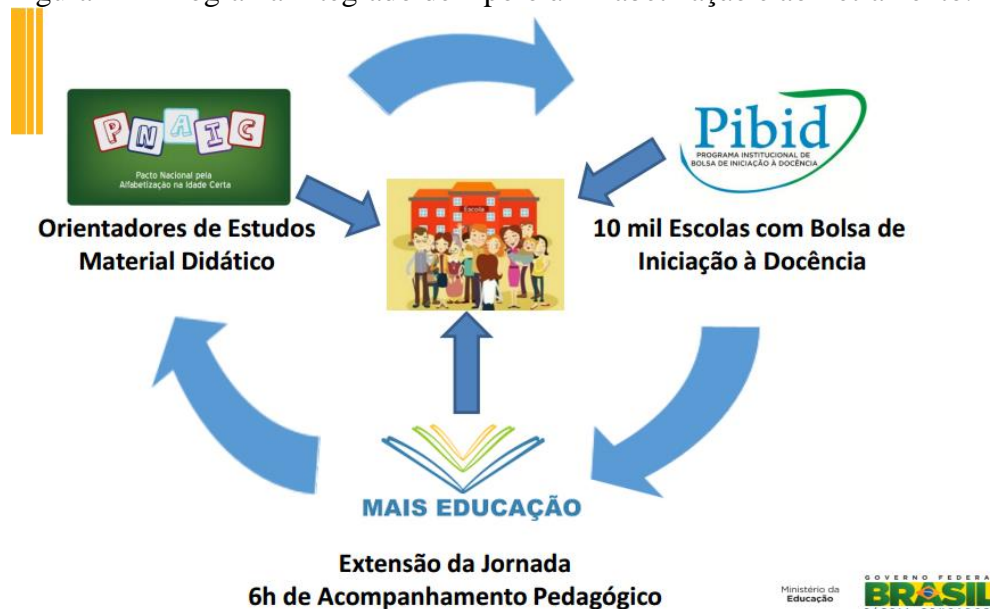 PNAIC
Pacto Nacional pela
Alfabetização na Idade Certa
Orientadores de Estudos
Material Didático
Escola
Pibid
PROGRAMA INSTITUCIONAL DE
BOLSA DE INICIAÇÃO À DOCÊNCIA
10 mil Escolas com Bolsa de
Iniciação à Docência
MAIS EDUCAÇÃO
Extensão da Jornada
6h de Acompanhamento Pedagógico
Ministério da
Educação
GOVERNO FEDERA
BRASIL